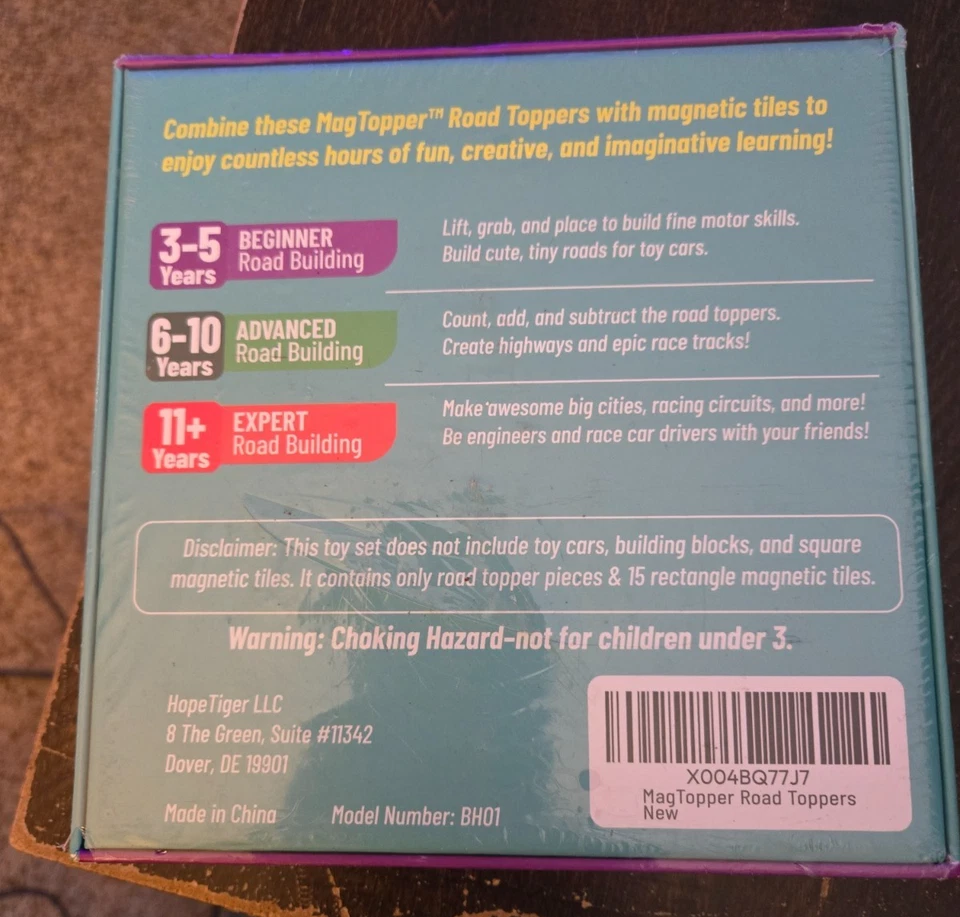 Combine these MagTopper™ Road Toppers with magnetic tiles to
enjoy countless hours of fun, creative, and imaginative learning!
3-5
Years
BEGINNER
Road Building
Lift, grab, and place to build fine motor skills.
Build cute, tiny roads for toy cars.
6-10
Years
ADVANCED
Road Building
Count, add, and subtruct the road toppers.
Create highways and epic race tracks!
11+
Years
EXPERT
Road Building
Make awesome big cities, racing circuits, and more!
Be engineers and race car drivers with your friends!
Disclaimer: This toy set does not include toy cars, building blocks, and square
magnetic tiles. It contains only road topper pieces & 15 rectangle magnetic tiles.
Warning: Choking Hazard-not for children under 3.
HopeTiger LLC
8 The Green, Suite #11342
Dover, DE 19901
Made in China Model Number: BH01
X004BQ77J7
MagTopper Road Toppers
New